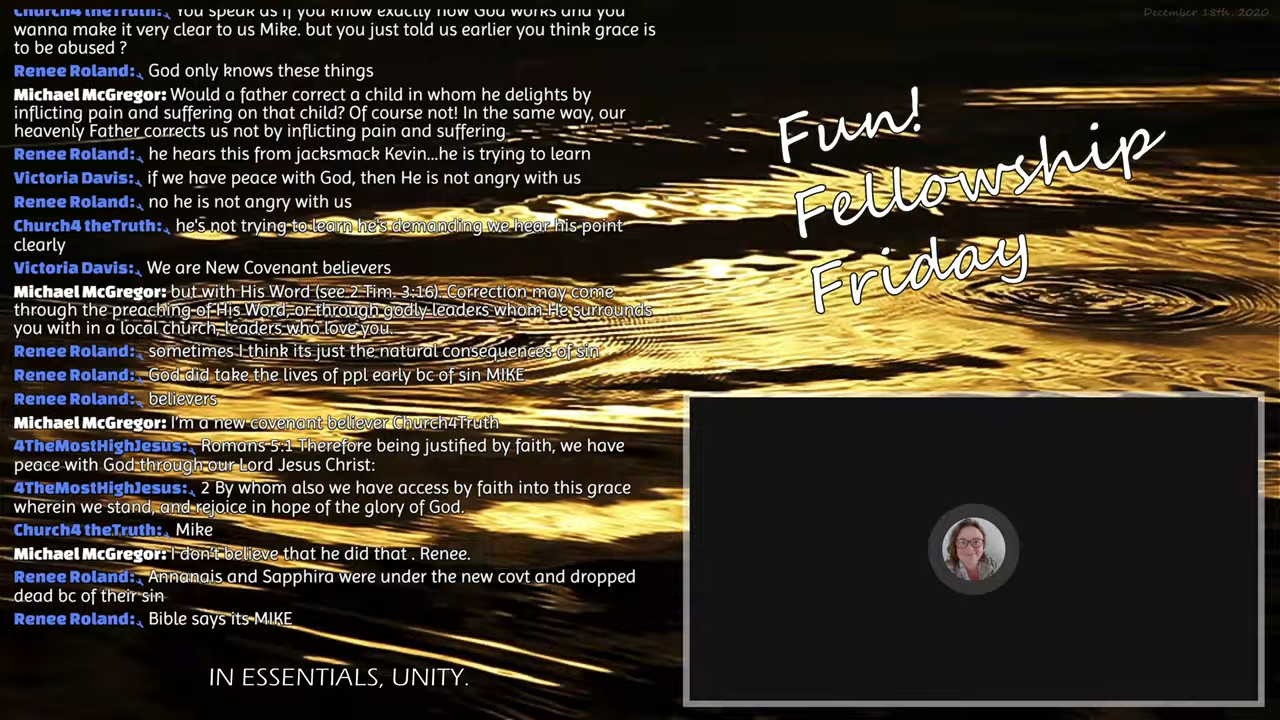 Church4 theTruth: You speak as if you know exactly how God works and you
wanna make it very clear to us Mike. but you just told us earlier you think grace is
to be abused ?
Renee Roland: God only knows these things
Michael McGregor: Would a father correct a child in whom he delights by
inflicting pain and suffering on that child? Of course not! In the same way, our
heavenly Father corrects us not by inflicting pain and suffering
Renee Roland: he hears this from jacksmack Kevin...he is trying to learn
Victoria Davis: if we have peace with God, then He is not angry with us
Renee Roland: no he is not angry with us
Church4 theTruth: he's not trying to learn he's demanding we hear his point
clearly
Victoria Davis: We are New Covenant believers
Michael McGregor: but with His Word (see 2 Tim. 3:16). Correction may come
through the preaching of His Word, or through godly leaders whom He surrounds
you with in a local church, leaders who love you.
Renee Roland: sometimes I think its just the natural consequences of sin
Renee Roland: God did take the lives of ppl early bc of sin MIKE
Renee Roland: believers
Michael McGregor: I'm a new covenant believer Church4Truth
4TheMostHighJesus: Romans 5:1 Therefore being justified by faith, we have
peace with God through our Lord Jesus Christ:
4TheMostHighJesus: 2 By whom also we have access by faith into this grace
wherein we stand, and rejoice in hope of the glory of God.
Church4 theTruth: Mike
Michael McGregor: I don't believe that he did that . Renee.
Renee Roland: Annanais and Sapphira were under the new covt and dropped
dead bc of their sin
Renee Roland: Bible says its MIKE
IN ESSENTIALS, UNITY.
December 18th, 2020
Fun!
Fellowship
Friday